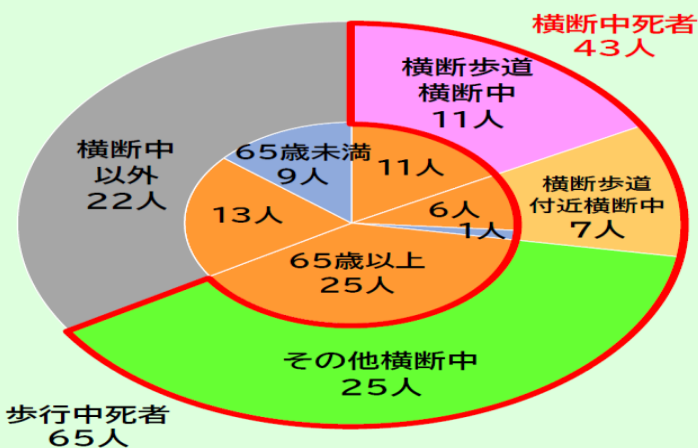 横断中死者
43人
横断歩道
横断中
11人
横断中
以外
22人
65歳未満
9人
11人
13人
6人
1人
横断歩道
付近横断中
7人
65歳以上
25人
その他横断中
25人
歩行中死者
65人